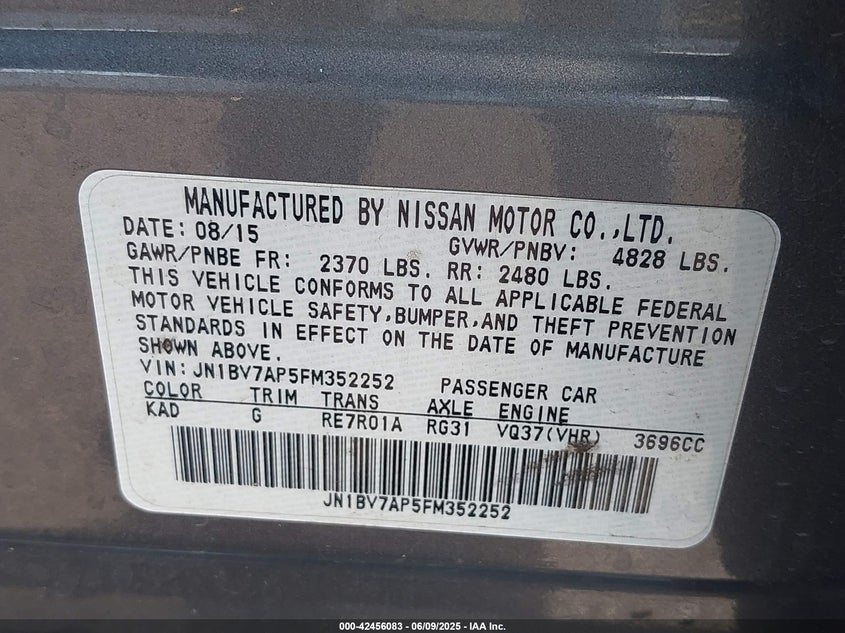 MANUFACTURED BY NISSAN MOTOR CO.,LTD.
DATE: 08/15 GVWR/PNBV: 4828 LBS.
GAWR/PNBE FR: 2370 LBS. RR: 2480 LBS.
THIS VEHICLE CONFORMS TO ALL APPLICABLE FEDERAL
MOTOR VEHICLE SAFETY,BUMPER,AND THEFT PREVENTION
STANDARDS IN EFFECT ON THE DATE OF MANUFACTURE
SHOWN ABOVE.
VIN: JN1BV7AP5FM352252 PASSENGER CAR
COLOR TRIM TRANS AXLE ENGINE
KAD G RE7R01A RG31 VQ37(VHR) 3696CC
JN1BV7AP5FM352252
000-42456083 - 06/09/2025 - IAA Inc.